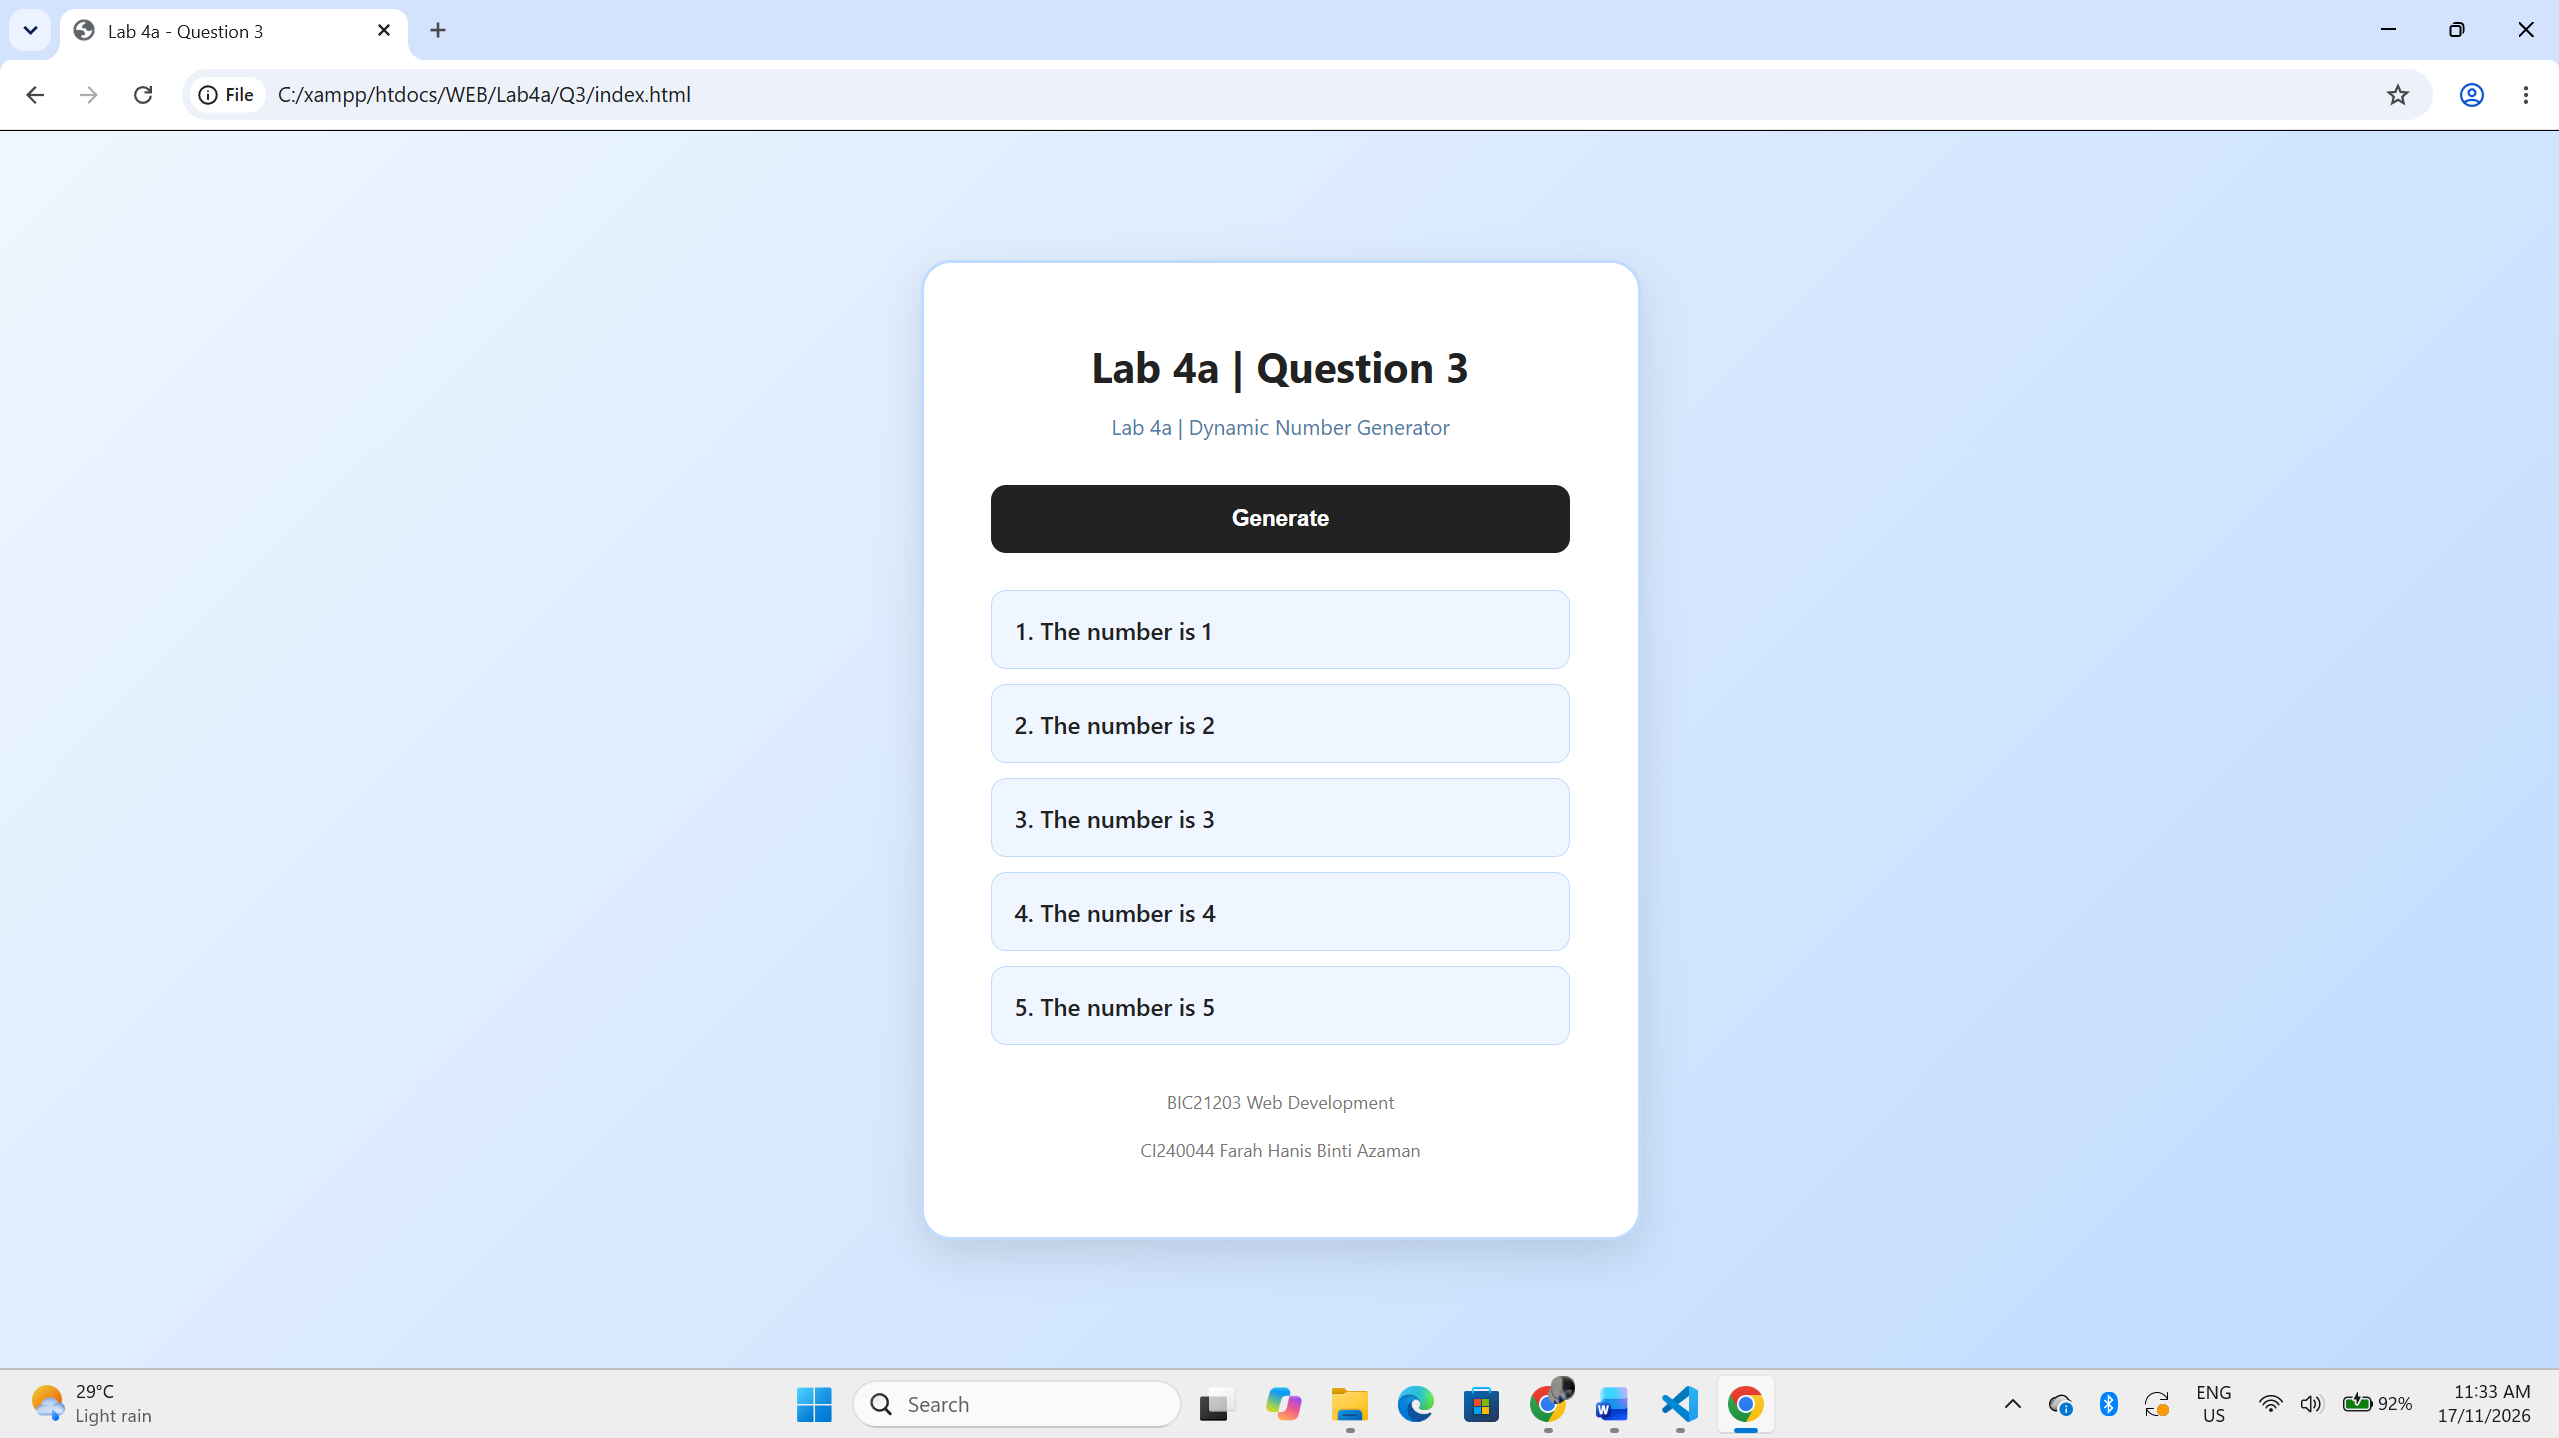 Lab 4a - Question 3
File
C:/xampp/htdocs/WEB/Lab4a/Q3/index.html
Lab 4a | Question 3
Lab 4a | Dynamic Number Generator
Generate
1. The number is 1
2. The number is 2
3. The number is 3
4. The number is 4
5. The number is 5
BIC21203 Web Development
CI240044 Farah Hanis Binti Azaman
29°C
Light rain
Search
ENG
US
92%
11:33 AM
17/11/2026